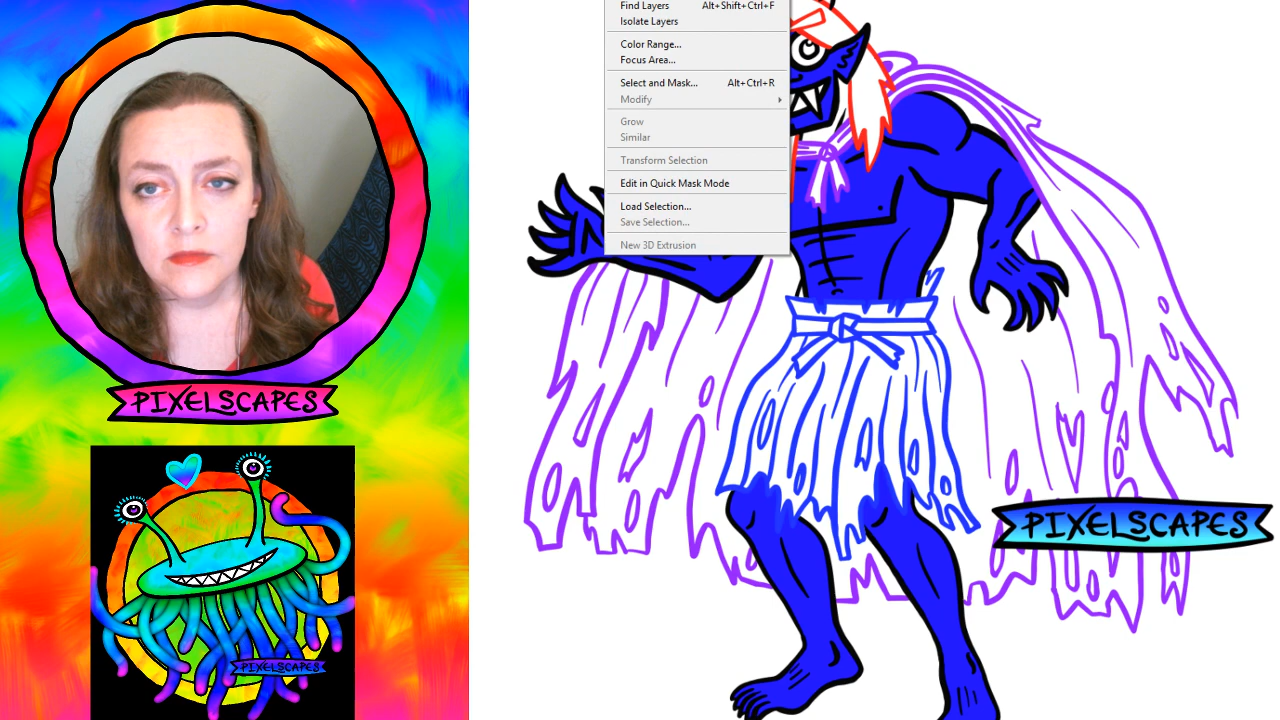 Find Layers Alt+Shift+Ctrl+F
Isolate Layers
Color Range...
Focus Area...
Select and Mask... Alt+Ctrl+R
Modify
Grow
Similar
Transform Selection
Edit in Quick Mask Mode
Load Selection...
Save Selection...
New 3D Extrusion
PIXELSCAPES
PIXELSCAPES
PIXELSCAPES